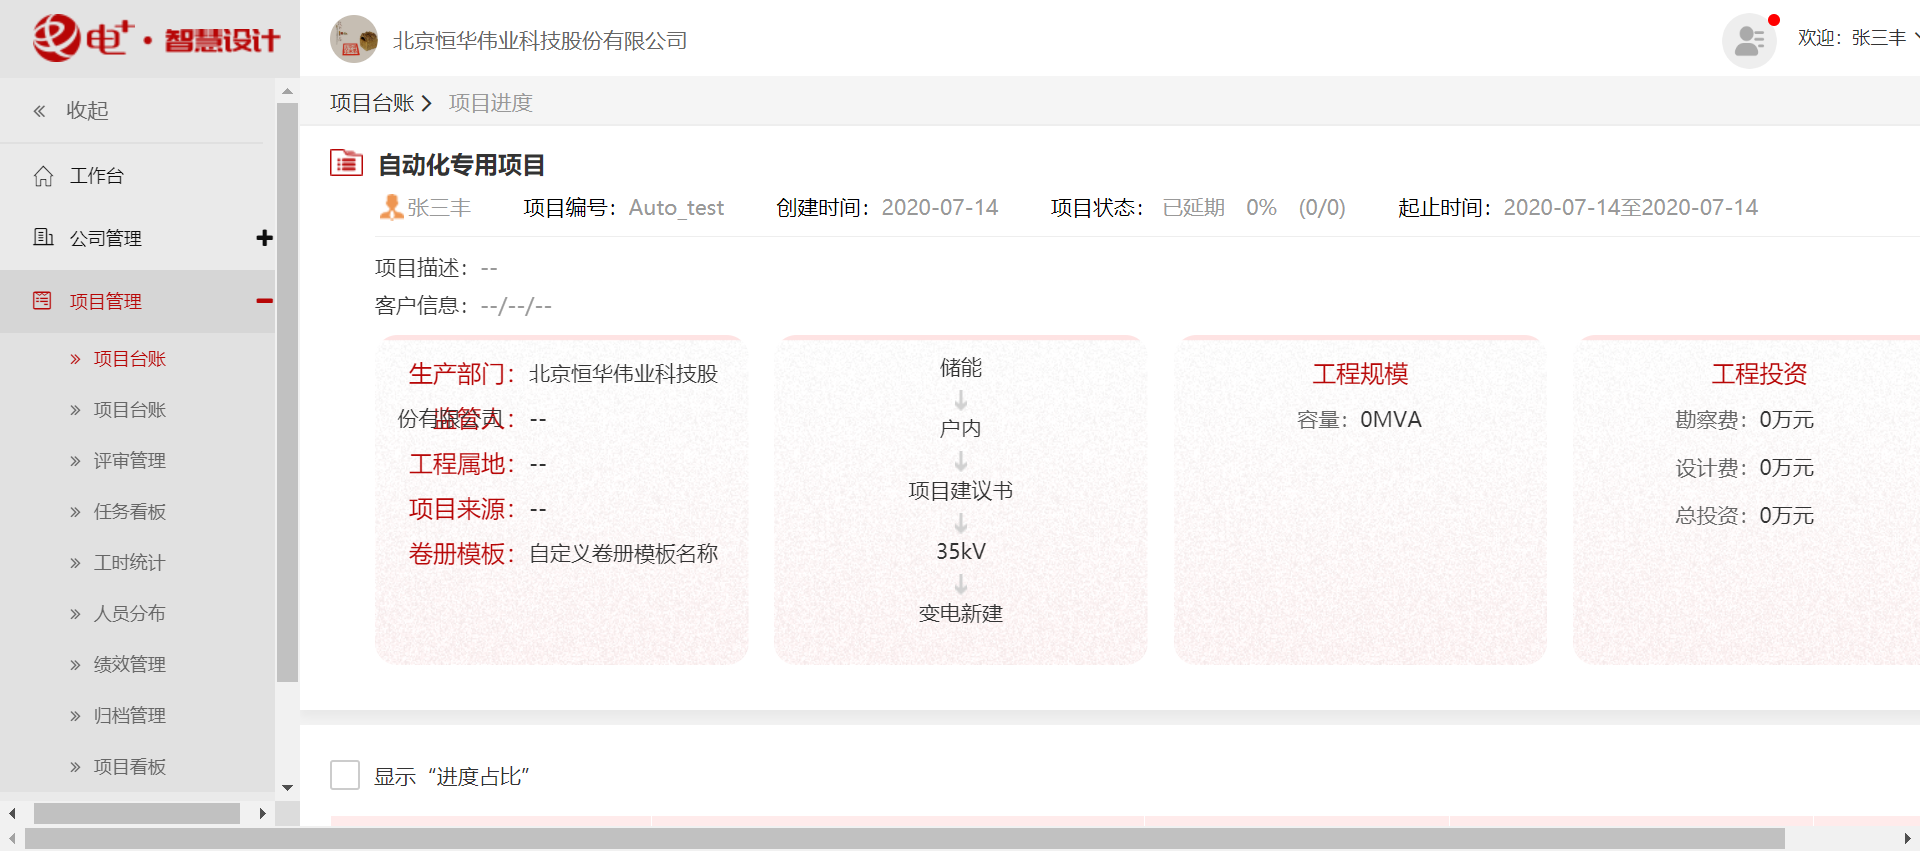 电+·智慧设计
北京恒华伟业科技股份有限公司
欢迎：张三丰
收起
工作台
公司管理
项目管理
项目台账
项目台账
评审管理
任务看板
工时统计
人员分布
绩效管理
归档管理
项目看板
项目台账 项目进度
自动化专用项目
张三丰 项目编号：Auto_test 创建时间：2020-07-14 项目状态：已延期 0% (0/0) 起止时间：2020-07-14至2020-07-14
项目描述：--
客户信息：--/--/--
生产部门：北京恒华伟业科技股
份有限公司
监管人：--
工程属地：--
项目来源：--
卷册模板：自定义卷册模板名称
储能
户内
项目建议书
35kV
变电新建
工程规模
容量：0MVA
工程投资
勘察费：0万元
设计费：0万元
总投资：0万元
显示“进度占比”